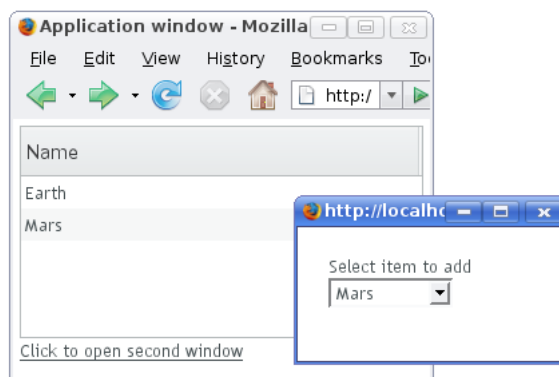 Application window - Mozilla
File Edit View History Bookmarks
http:/
Name
Earth
Mars
Click to open second window
http://localho
Select item to add
Mars